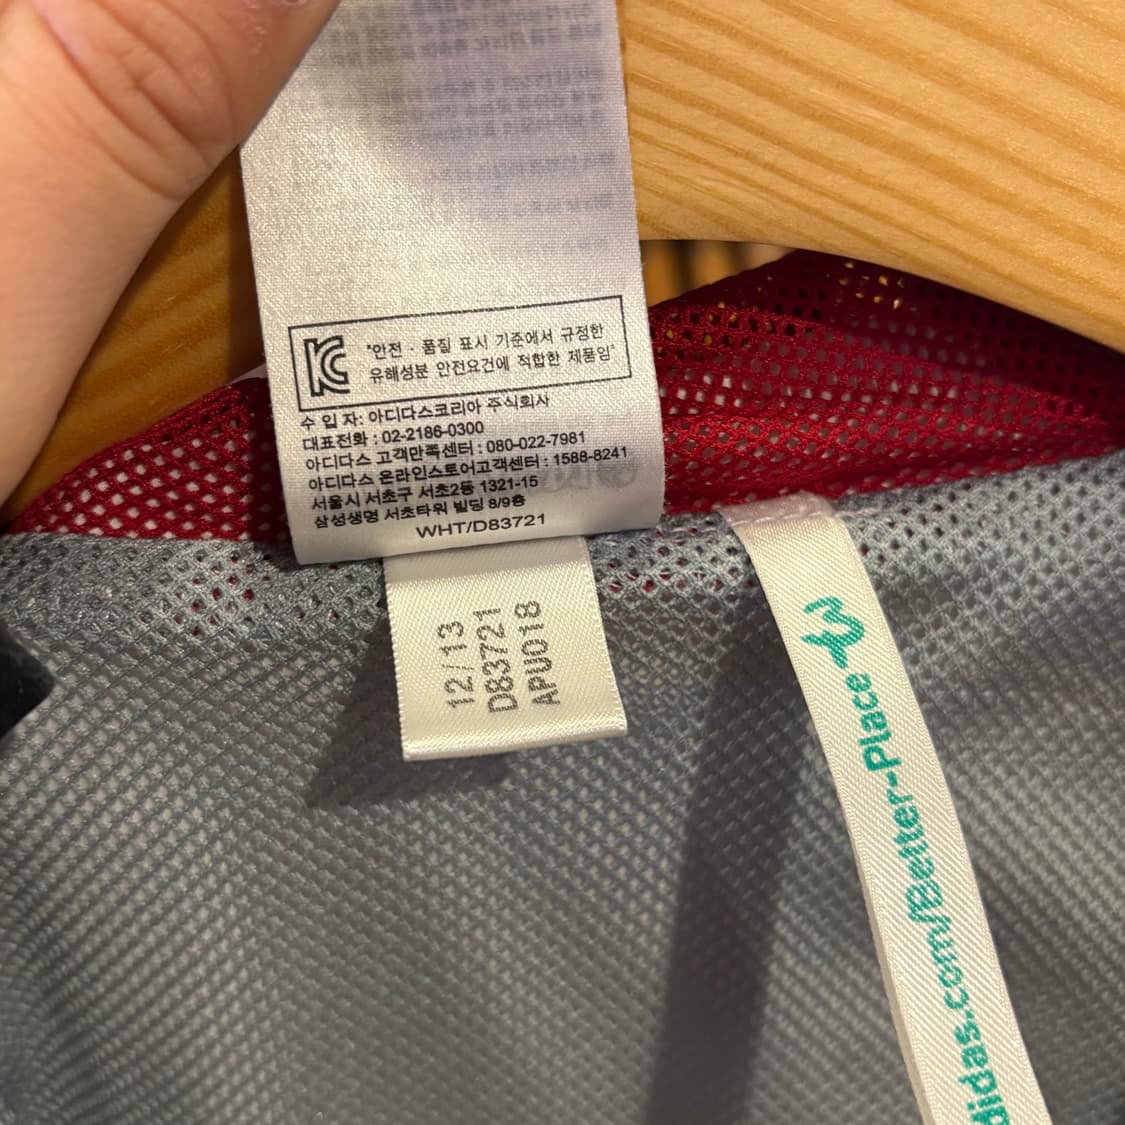 "안전 · 품질 표시 기준에서 규정한
유해성분 안전요건에 적합한 제품임"
수 입 자: 아디다스코리아 주식회사
대표전화 : 02-2186-0300
아디다스 고객만족센터 : 080-022-7981
아디다스 온라인스토어고객센터 : 1588-8241
서울시 서초구 서초2동 1321-15
삼성생명 서초타워 빌딩 8/9층
WHT/D83721
12/13
D83721
APUO18
didas.com/Better-Place